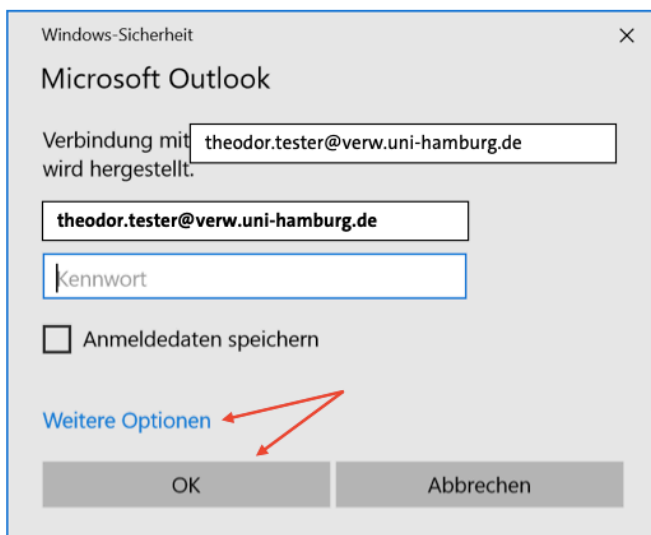 Windows-Sicherheit
Microsoft Outlook
Verbindung mit theodor.tester@verw.uni-hamburg.de
wird hergestellt.
theodor.tester@verw.uni-hamburg.de
Kennwort
Anmeldedaten speichern
Weitere Optionen
OK Abbrechen